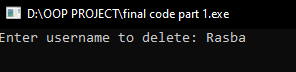 D:\OOP PROJECT\final code part 1.exe
Enter username to delete: Rasba